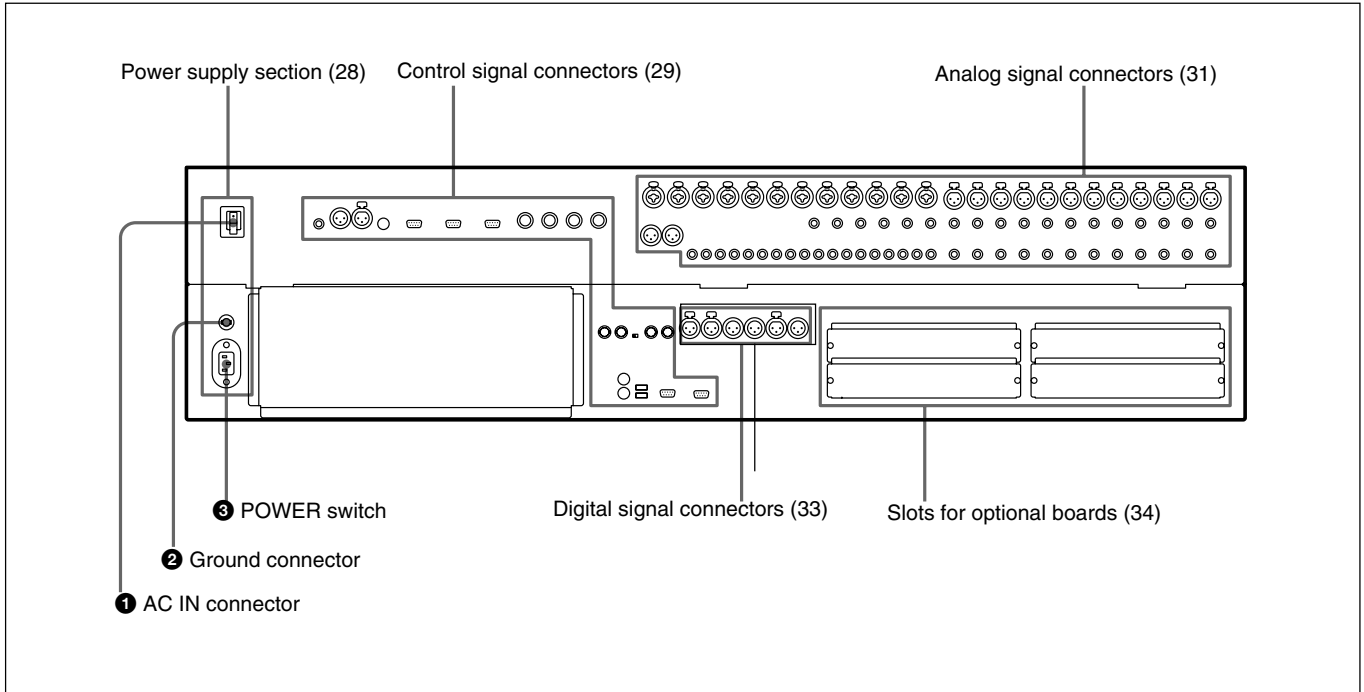 Power supply section (28)
Control signal connectors (29)
Analog signal connectors (31)
❸ POWER switch
Digital signal connectors (33)
Slots for optional boards (34)
❷ Ground connector
❶ AC IN connector